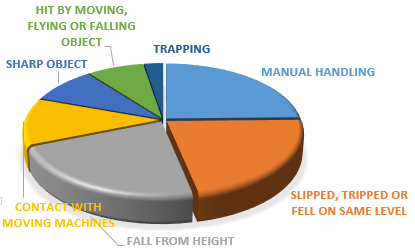 HIT BY MOVING,
FLYING OR FALLING
OBJECT
TRAPPING
SHARP OBJECT
MANUAL HANDLING
SLIPPED, TRIPPED OR
FELL ON SAME LEVEL
CONTACT WITH
MOVING MACHINES
FALL FROM HEIGHT